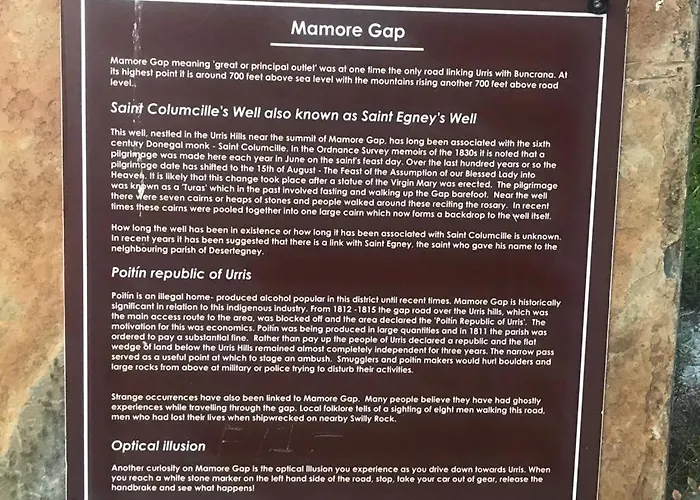 Mamore Gap
Mamore Gap meaning 'great or principal outlet' was at one time the only road linking Urris with Buncrana. At
its highest point it is around 700 feet above sea level with the mountains rising another 700 feet above road
level.
Saint Columcille's Well also known as Saint Egney's Well
This well, nestled in the Urris Hills near the summit of Mamore Gap, has long been associated with the sixth
century Donegal monk - Saint Columcille. In the Ordnance Survey memoirs of the 1830s it is noted that a
pilgrimage was made here each year in June on the saint's feast day. Over the last hundred years or so the
pilgrimage date has shifted to the 15th of August - The Feast of the Assumption of our Blessed Lady into
Heaven. It is likely that this change took place after a statue of the Virgin Mary was erected. The pilgrimage
was known as a 'Turas' which in the past involved fasting and walking up the Gap barefoot. Near the well
there were seven cairns or heaps of stones and people walked around these reciting the rosary. In recent
times these cairns were pooled together into one large cairn which now forms a backdrop to the well itself.
How long the well has been in existence or how long it has been associated with Saint Columcille is unknown.
In recent years it has been suggested that there is a link with Saint Egney, the saint who gave his name to the
neighbouring parish of Desertegney.
Poitín republic of Urris
Poitín is an illegal home- produced alcohol popular in this district until recent times. Mamore Gap is historically
significant in relation to this indigenous industry. From 1812 -1815 the gap road over the Urris hills, which was
the main access route to the area, was blocked off and the area declared the 'Poitín Republic of Urris'. The
motivation for this was economics. Poitín was being produced in large quantities and in 1811 the parish was
ordered to pay a substantial fine. Rather than pay up the people of Urris declared a republic and the flat
wedge of land below the Urris Hills remained almost completely independent for three years. The narrow pass
served as a useful point at which to stage an ambush. Smugglers and poitín makers would hurl boulders and
large rocks from above at military or police trying to disturb their activities.
Strange occurrences have also been linked to Mamore Gap. Many people believe they have had ghostly
experiences while travelling through the gap. Local folklore tells of a sighting of eight men walking this road,
men who had lost their lives when shipwrecked on nearby Swilly Rock.
Optical illusion
Another curiosity on Mamore Gap is the optical illusion you experience as you drive down towards Urris. When
you reach a white stone marker on the left hand side of the road, stop, take your car out of gear, release the
handbrake and see what happens!